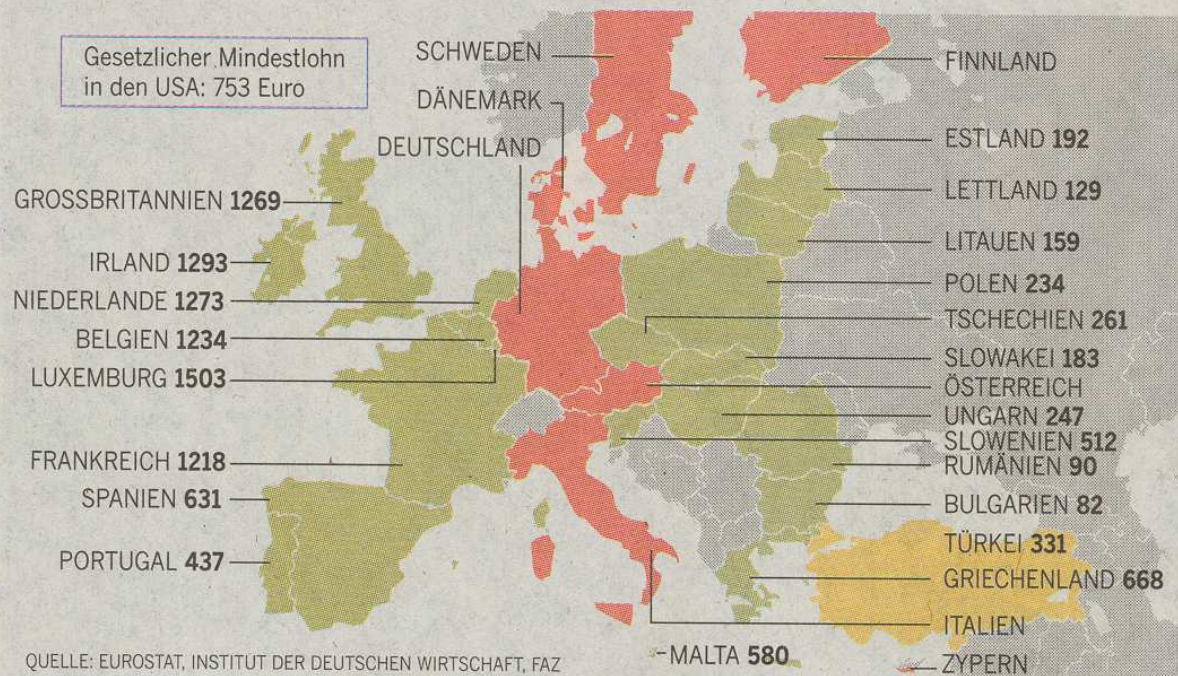 Gesetzlicher Mindestlohn
in den USA: 753 Euro
SCHWEDEN
DÄNEMARK
DEUTSCHLAND
GROSSBRITANNIEN 1269
IRLAND 1293
NIEDERLANDE 1273
BELGIEN 1234
LUXEMBURG 1503
FRANKREICH 1218
SPANIEN 631
PORTUGAL 437
FINNLAND
ESTLAND 192
LETTLAND 129
LITAUEN 159
POLEN 234
TSCHECHIEN 261
SLOWAKEI 183
ÖSTERREICH
UNGARN 247
SLOWENIEN 512
RUMÄNIEN 90
BULGARIEN 82
TÜRKEI 331
GRIECHENLAND 668
ITALIEN
MALTA 580
ZYPERN
QUELLE: EUROSTAT, INSTITUT DER DEUTSCHEN WIRTSCHAFT, FAZ